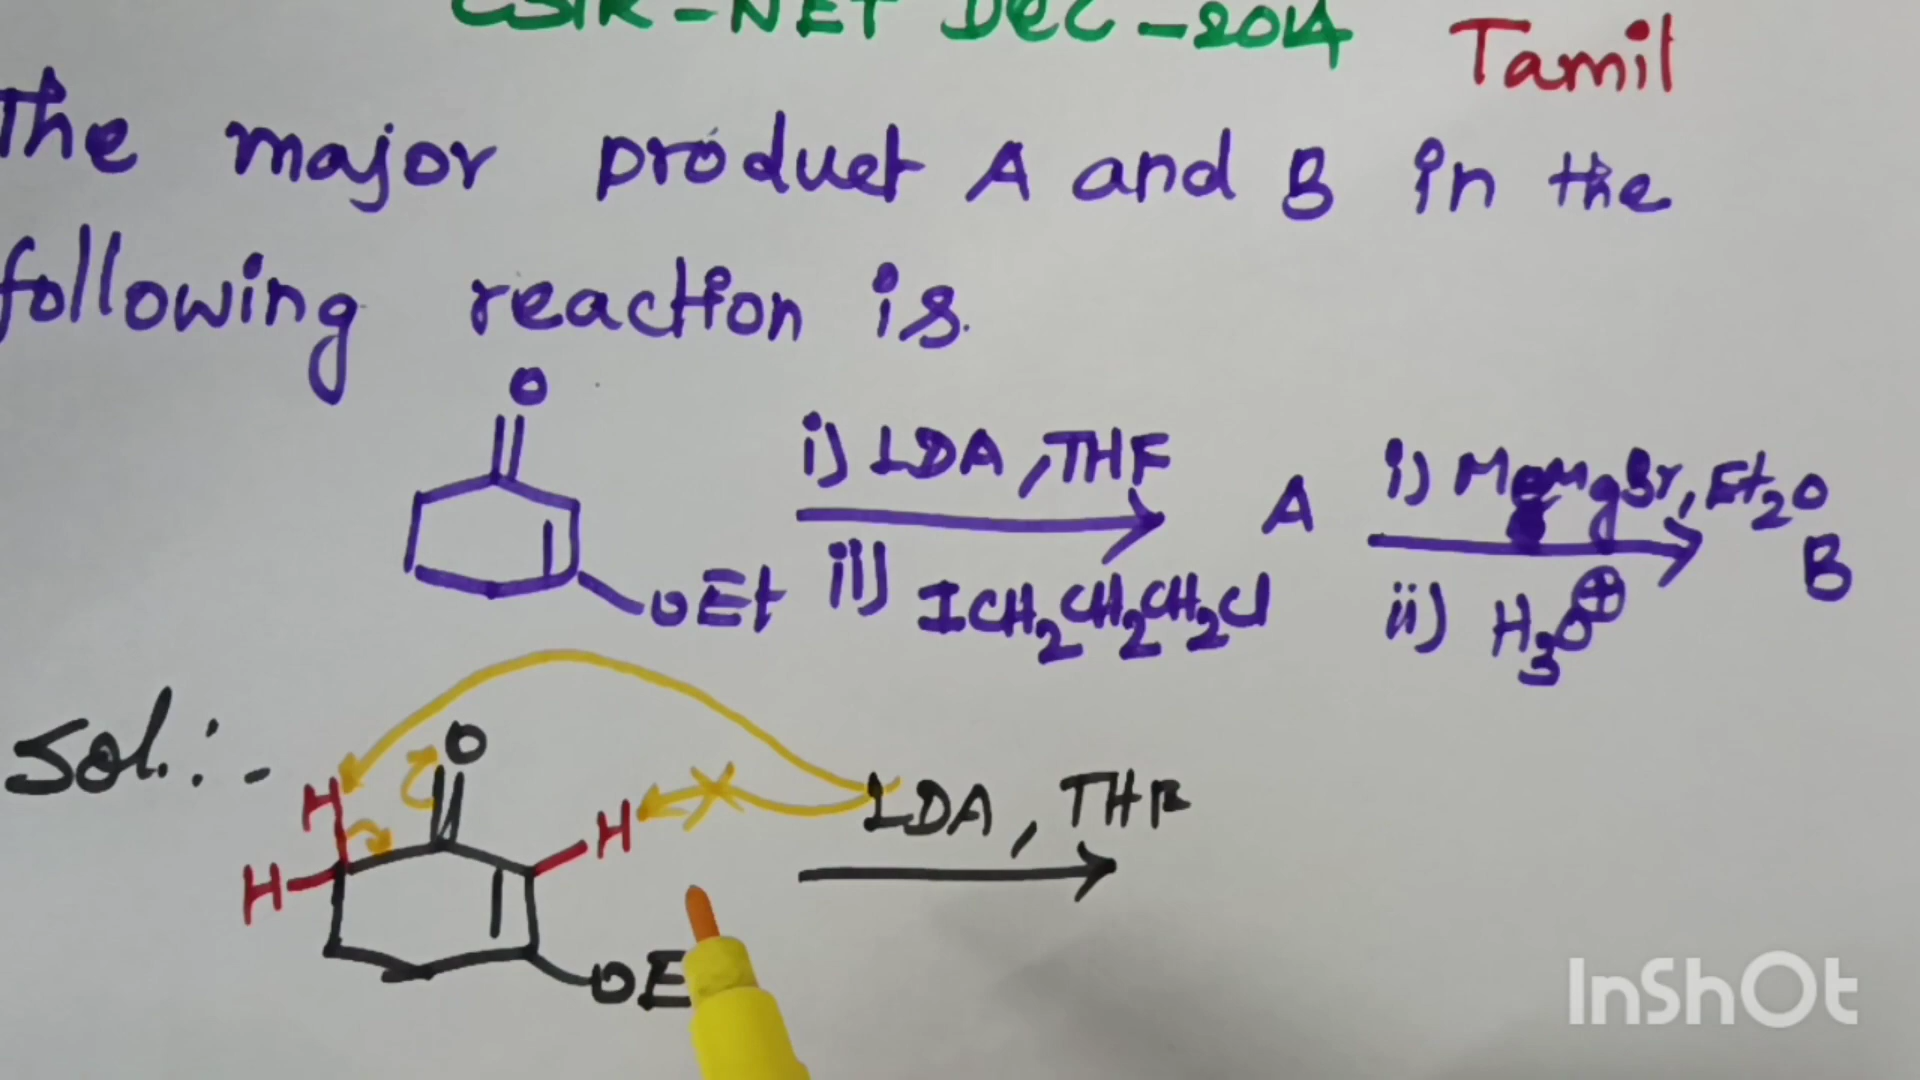 CSIR-NET DEC-2014 Tamil
The major product A and B in the
following reaction is.
O
i) LDA, THF
A
i) MeMgBr, Et2O
OEt
ii) ICH2CH2CH2Cl
ii) H3O⊕
B
Sol.:-
O
H
H
LDA, THF
H
OE
InShOt